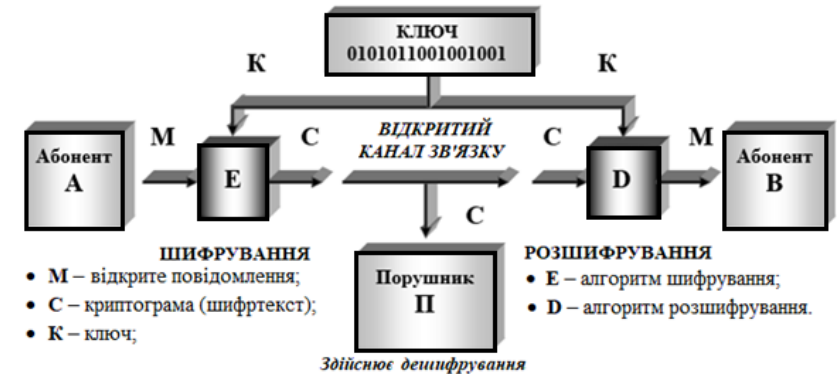 КЛЮЧ
0101011001001001
К
К
Абонент
А
М
Е
С
ВІДКРИТИЙ
КАНАЛ ЗВ'ЯЗКУ
С
D
М
Абонент
В
С
Порушник
П
Здійснює дешифрування
ШИФРУВАННЯ
• М – відкрите повідомлення;
• С – криптограма (шифртекст);
• К – ключ;
РОЗШИФРУВАННЯ
• Е – алгоритм шифрування;
• D – алгоритм розшифрування.